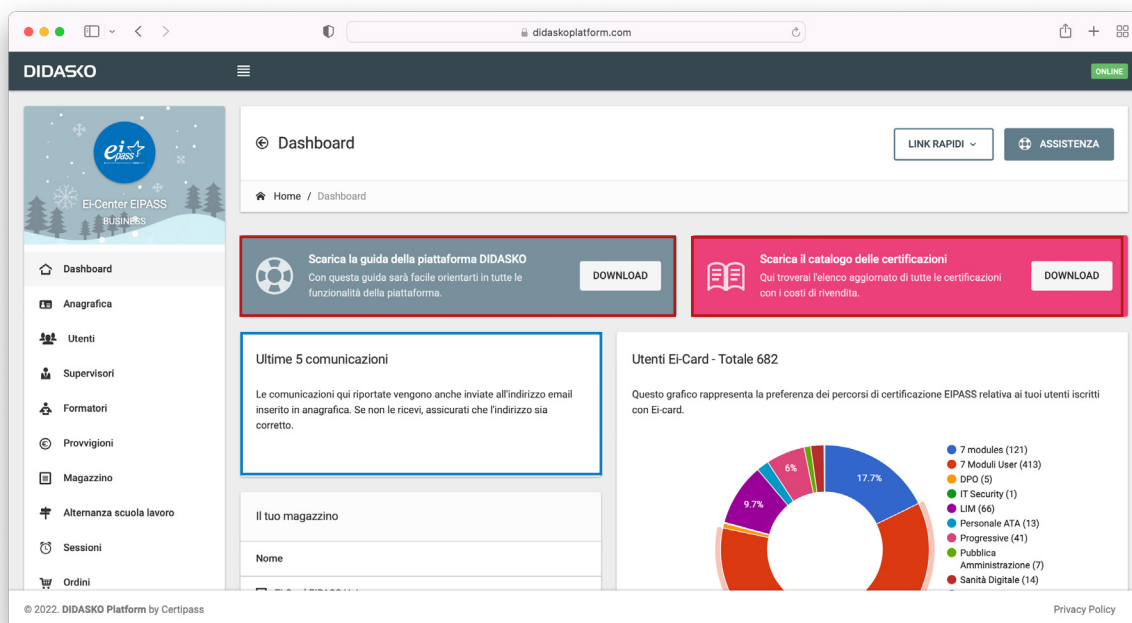 didaskoplatform.com
DIDASKO
ONLINE
ei pass
Ei-Center EIPASS
BUSINESS
Dashboard
Anagrafica
Utenti
Supervisori
Formatori
Provvigioni
Magazzino
Alternanza scuola lavoro
Sessioni
Ordini
Dashboard
LINK RAPIDI
ASSISTENZA
Home / Dashboard
Scarica la guida della piattaforma DIDASKO
Con questa guida sarà facile orientarti in tutte le
funzionalità della piattaforma.
DOWNLOAD
Scarica il catalogo delle certificazioni
Qui troverai l'elenco aggiornato di tutte le certificazioni
con i costi di rivendita.
DOWNLOAD
Ultime 5 comunicazioni
Le comunicazioni qui riportate vengono anche inviate all'indirizzo email
inserito in anagrafica. Se non le ricevi, assicurati che l'indirizzo sia
corretto.
Il tuo magazzino
Nome
Utenti Ei-Card - Totale 682
Questo grafico rappresenta la preferenza dei percorsi di certificazione EIPASS relativa ai tuoi utenti iscritti
con Ei-card.
17.7%
9.7%
6%
7 modules (121)
7 Moduli User (413)
DPO (5)
IT Security (1)
LIM (66)
Personale ATA (13)
Progressive (41)
Pubblica
Amministrazione (7)
Sanità Digitale (14)
© 2022. DIDASKO Platform by Certipass
Privacy Policy